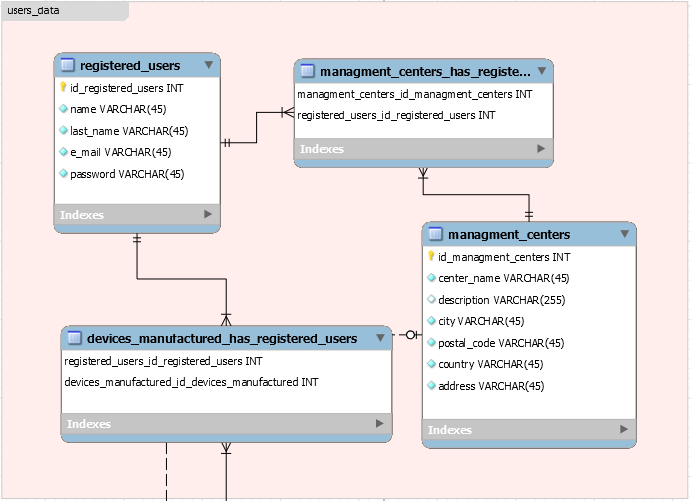 users_data
registered_users
id_registered_users INT
name VARCHAR(45)
last_name VARCHAR(45)
e_mail VARCHAR(45)
password VARCHAR(45)
Indexes
managment_centers_has_registe...
managment_centers_id_managment_centers INT
registered_users_id_registered_users INT
Indexes
managment_centers
id_managment_centers INT
center_name VARCHAR(45)
description VARCHAR(255)
city VARCHAR(45)
postal_code VARCHAR(45)
country VARCHAR(45)
address VARCHAR(45)
Indexes
devices_manufactured_has_registered_users
registered_users_id_registered_users INT
devices_manufactured_id_devices_manufactured INT
Indexes